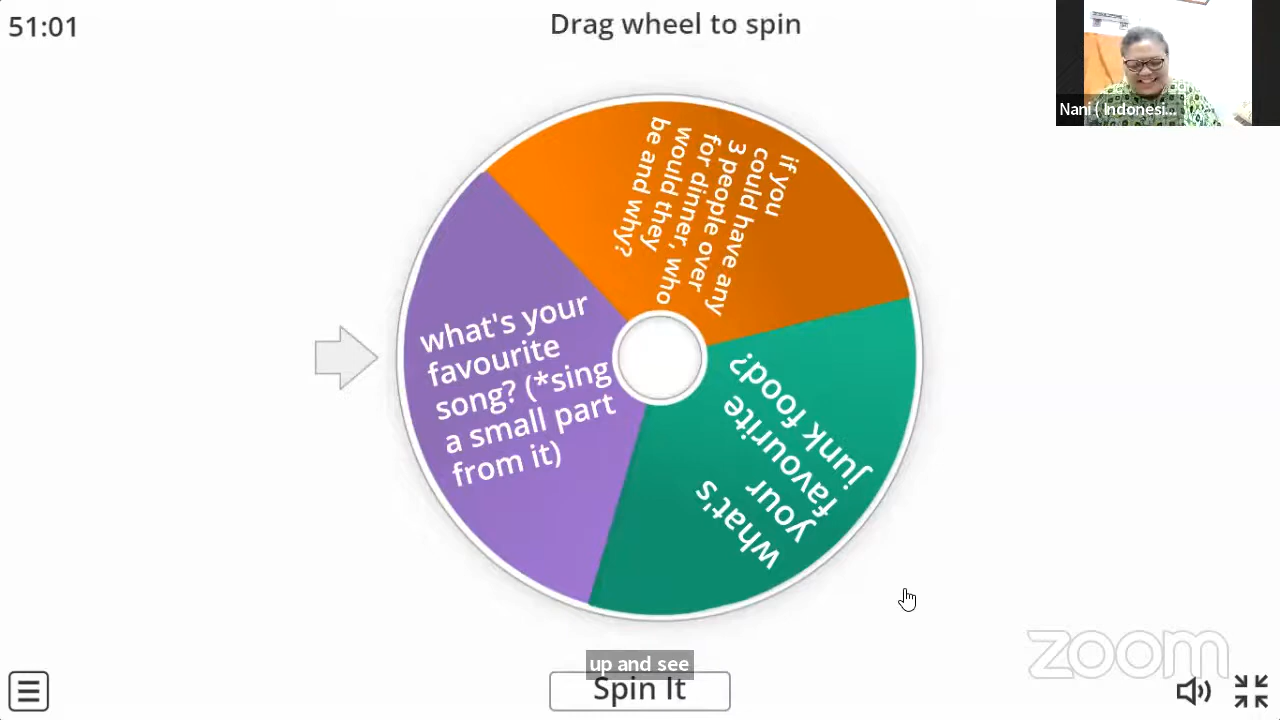 51:01
Drag wheel to spin
Nani ( Indonesi...
if you
could have any
3 people over
for dinner, who
would they
be and why?
what's your
favourite
song? (*sing
a small part
from it)
what's
your
favourite
junk food?
up and see
Spin It
zoom